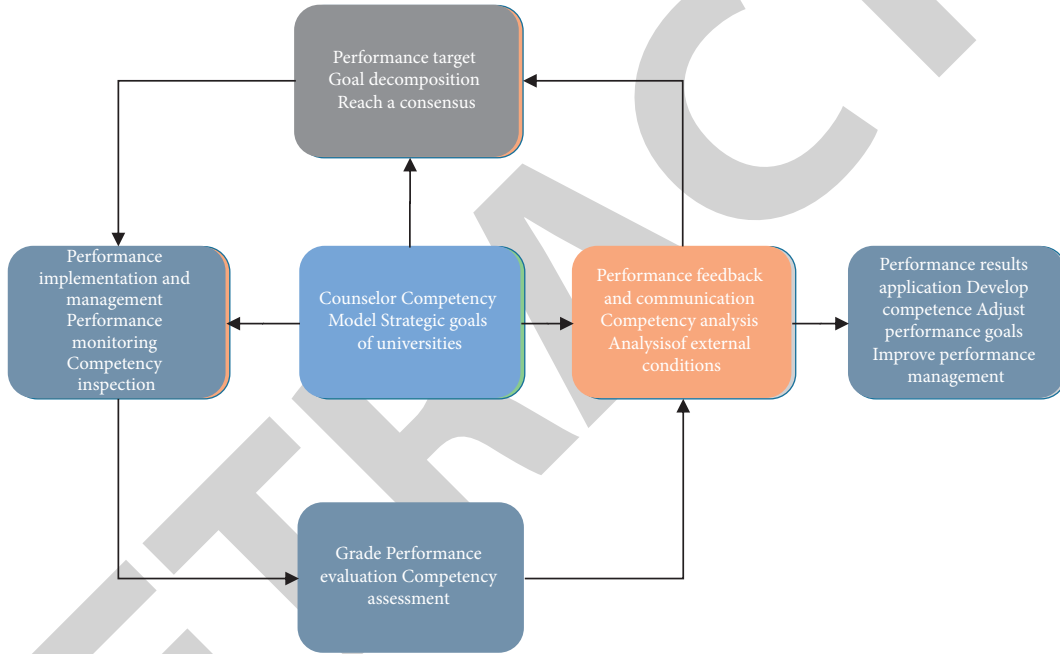 Performance target
Goal decomposition
Reach a consensus
Performance
implementation and
management
Performance
monitoring
Competency
inspection
Counselor Competency
Model Strategic goals
of universities
Performance feedback
and communication
Competency analysis
Analysisof external
conditions
Performance results
application Develop
competence Adjust
performance goals
Improve performance
management
Grade Performance
evaluation Competency
assessment